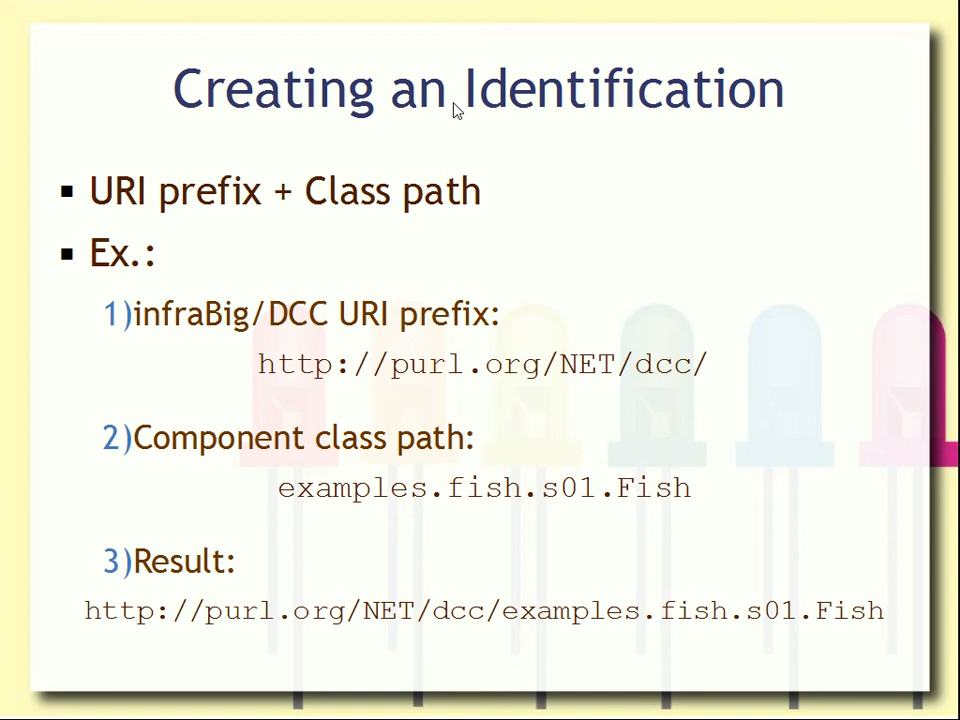 Creating an Identification
▪ URI prefix + Class path
▪ Ex.:
1)infraBig/DCC URI prefix:
http://purl.org/NET/dcc/
2)Component class path:
examples.fish.s01.Fish
3)Result:
http://purl.org/NET/dcc/examples.fish.s01.Fish